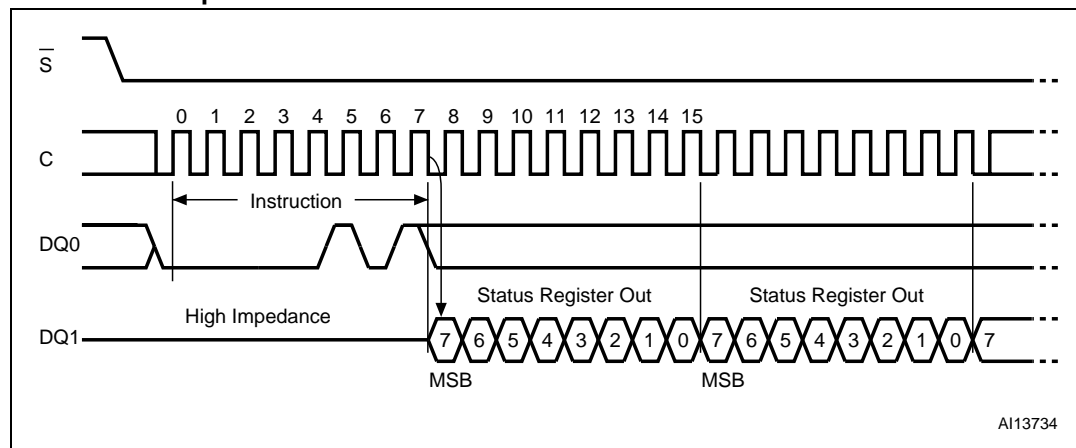 S
0 1 2 3 4 5 6 7 8 9 10 11 12 13 14 15
C
Instruction
DQ0
Status Register Out Status Register Out
High Impedance
DQ1 7 6 5 4 3 2 1 0 7 6 5 4 3 2 1 0 7
MSB MSB
AI13734